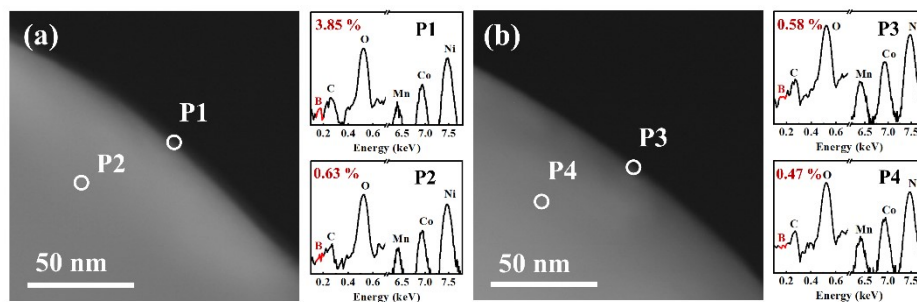 (a)
P1
P2
50 nm
3.85 %
P1
B
C
O
Mn
Co
Ni
0.2 0.4 0.6 6.5 7.0 7.5
Energy (keV)
0.63 %
P2
B
C
O
Mn
Co
Ni
0.2 0.4 0.6 6.5 7.0 7.5
Energy (keV)
(b)
P3
P4
50 nm
0.58 %
P3
B
C
O
Mn
Co
N
0.2 0.4 0.6 6.5 7.0 7.5
Energy (keV)
0.47 %
P4
B
C
O
Mn
Co
Ni
0.2 0.4 0.6 6.5 7.0 7.5
Energy (keV)